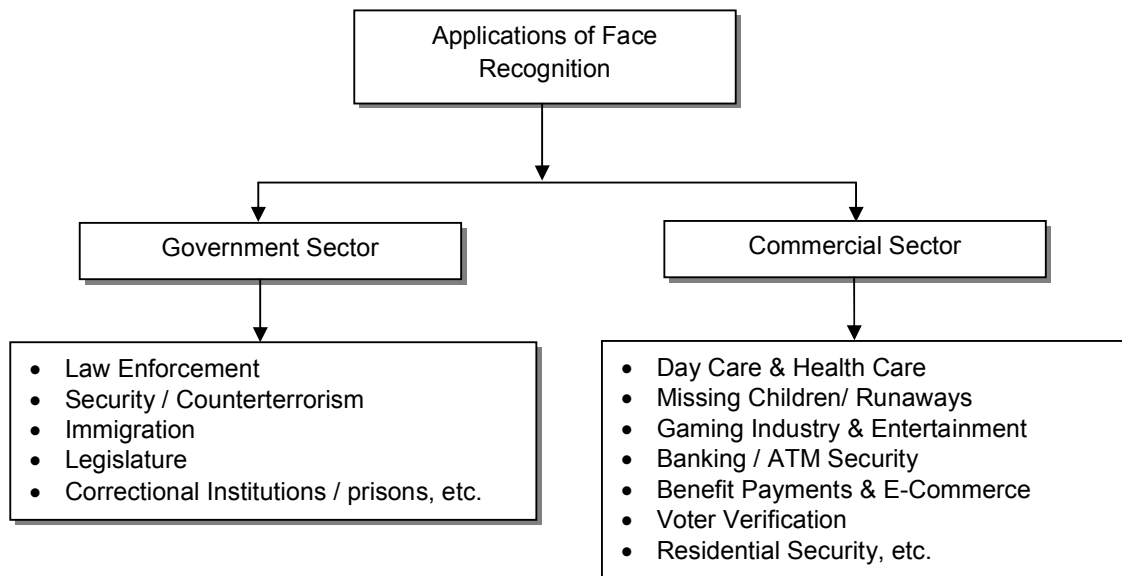 Applications of Face
Recognition
Government Sector
Commercial Sector
• Law Enforcement
• Security / Counterterrorism
• Immigration
• Legislature
• Correctional Institutions / prisons, etc.
• Day Care & Health Care
• Missing Children/ Runaways
• Gaming Industry & Entertainment
• Banking / ATM Security
• Benefit Payments & E-Commerce
• Voter Verification
• Residential Security, etc.